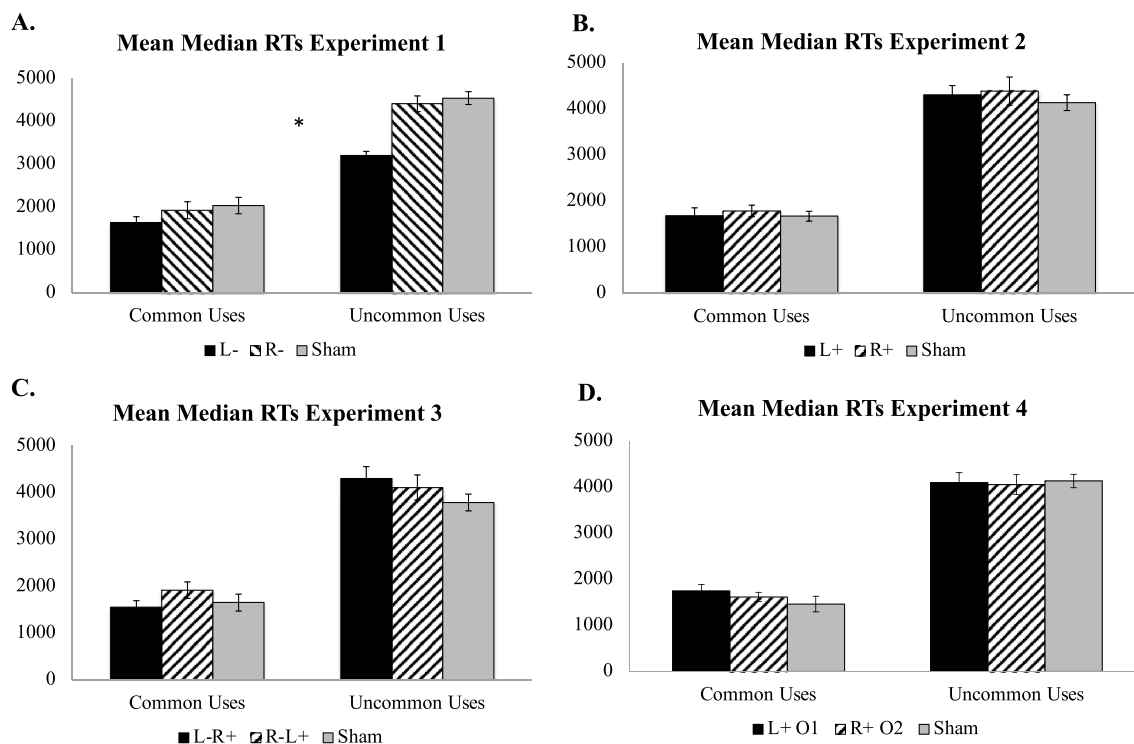 A.
Mean Median RTs Experiment 1
5000
4000
*
3000
2000
1000
0
Common Uses Uncommon Uses
L- R- Sham
B.
Mean Median RTs Experiment 2
5000
4000
3000
2000
1000
0
Common Uses Uncommon Uses
L+ R+ Sham
C.
Mean Median RTs Experiment 3
5000
4000
3000
2000
1000
0
Common Uses Uncommon Uses
L-R+ R-L+ Sham
D.
Mean Median RTs Experiment 4
5000
4000
3000
2000
1000
0
Common Uses Uncommon Uses
L+ O1 R+ O2 Sham